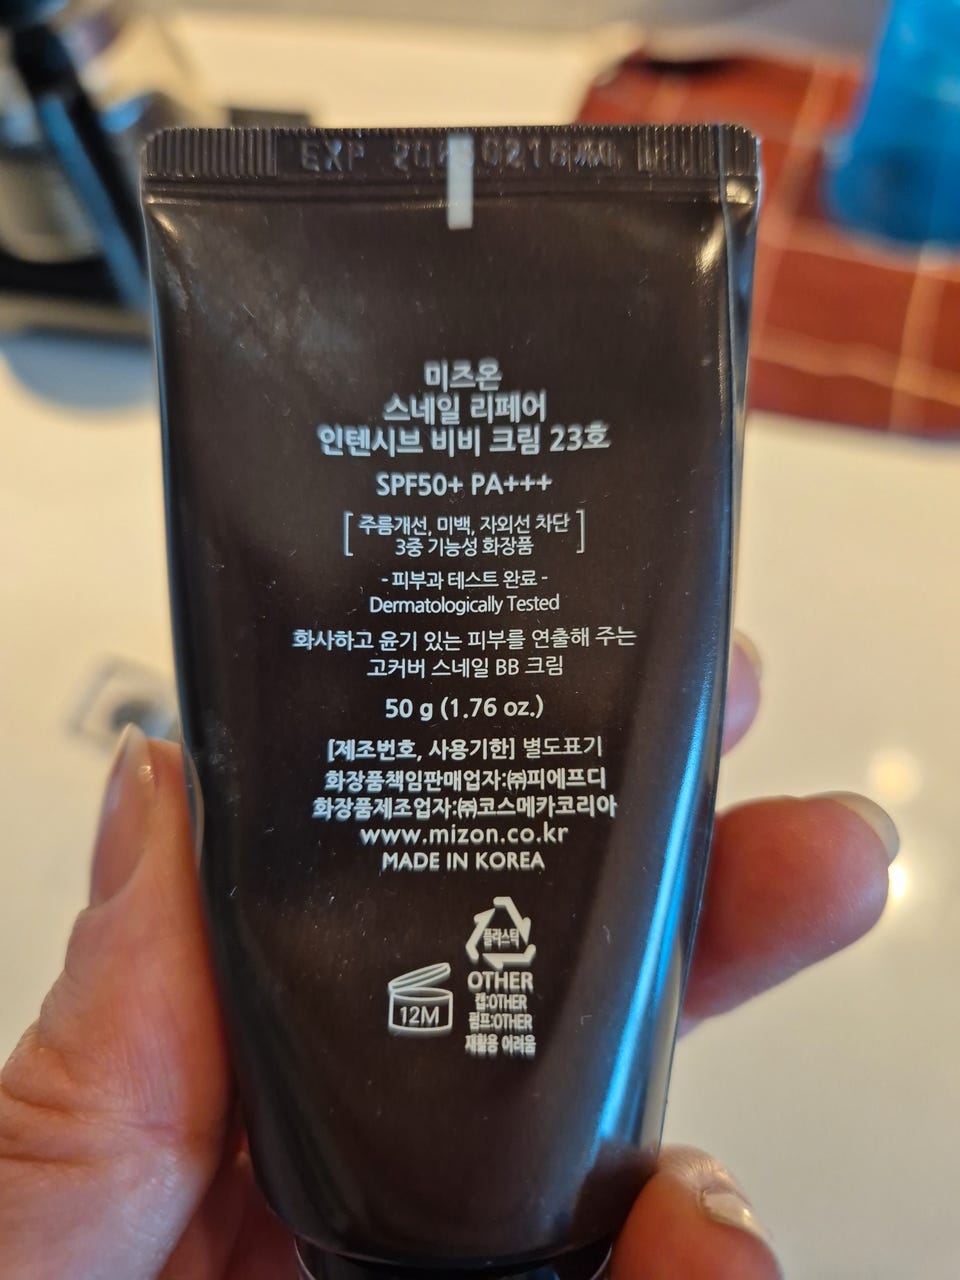 EXP
미즈온
스네일 리페어
인텐시브 비비 크림 23호
SPF50+ PA+++
[ 주름개선, 미백, 자외선 차단
3중 기능성 화장품 ]
- 피부과 테스트 완료 -
Dermatologically Tested
화사하고 윤기 있는 피부를 연출해 주는
고커버 스네일 BB 크림
50 g (1.76 oz.)
[제조번호, 사용기한] 별도표기
화장품책임판매업자:㈜피에프디
화장품제조업자:㈜코스메카코리아
www.mizon.co.kr
MADE IN KOREA
플라스틱
OTHER
캡:OTHER
펌프:OTHER
재활용 어려움
12M